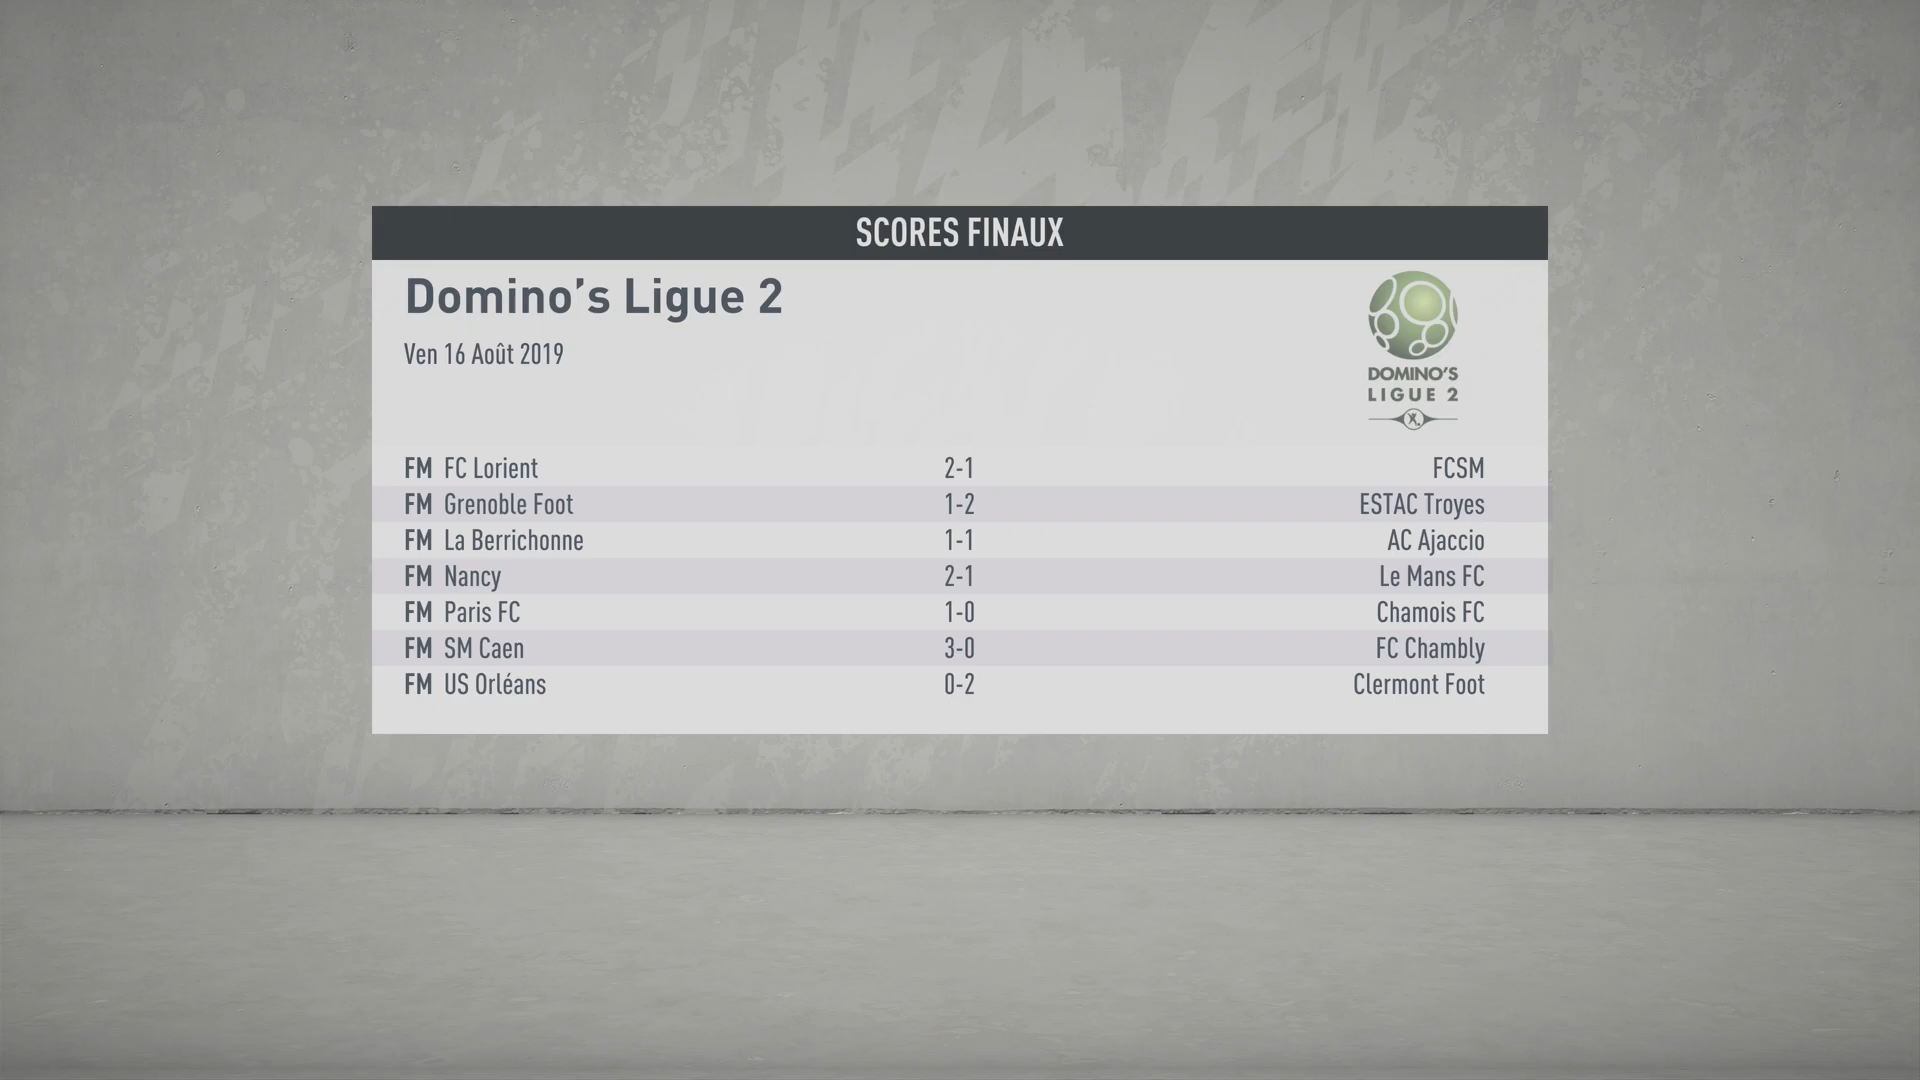 SCORES FINAUX
Domino's Ligue 2
Ven 16 Août 2019
DOMINO'S
LIGUE 2
FM FC Lorient 2-1 FCSM
FM Grenoble Foot 1-2 ESTAC Troyes
FM La Berrichonne 1-1 AC Ajaccio
FM Nancy 2-1 Le Mans FC
FM Paris FC 1-0 Chamois FC
FM SM Caen 3-0 FC Chambly
FM US Orléans 0-2 Clermont Foot